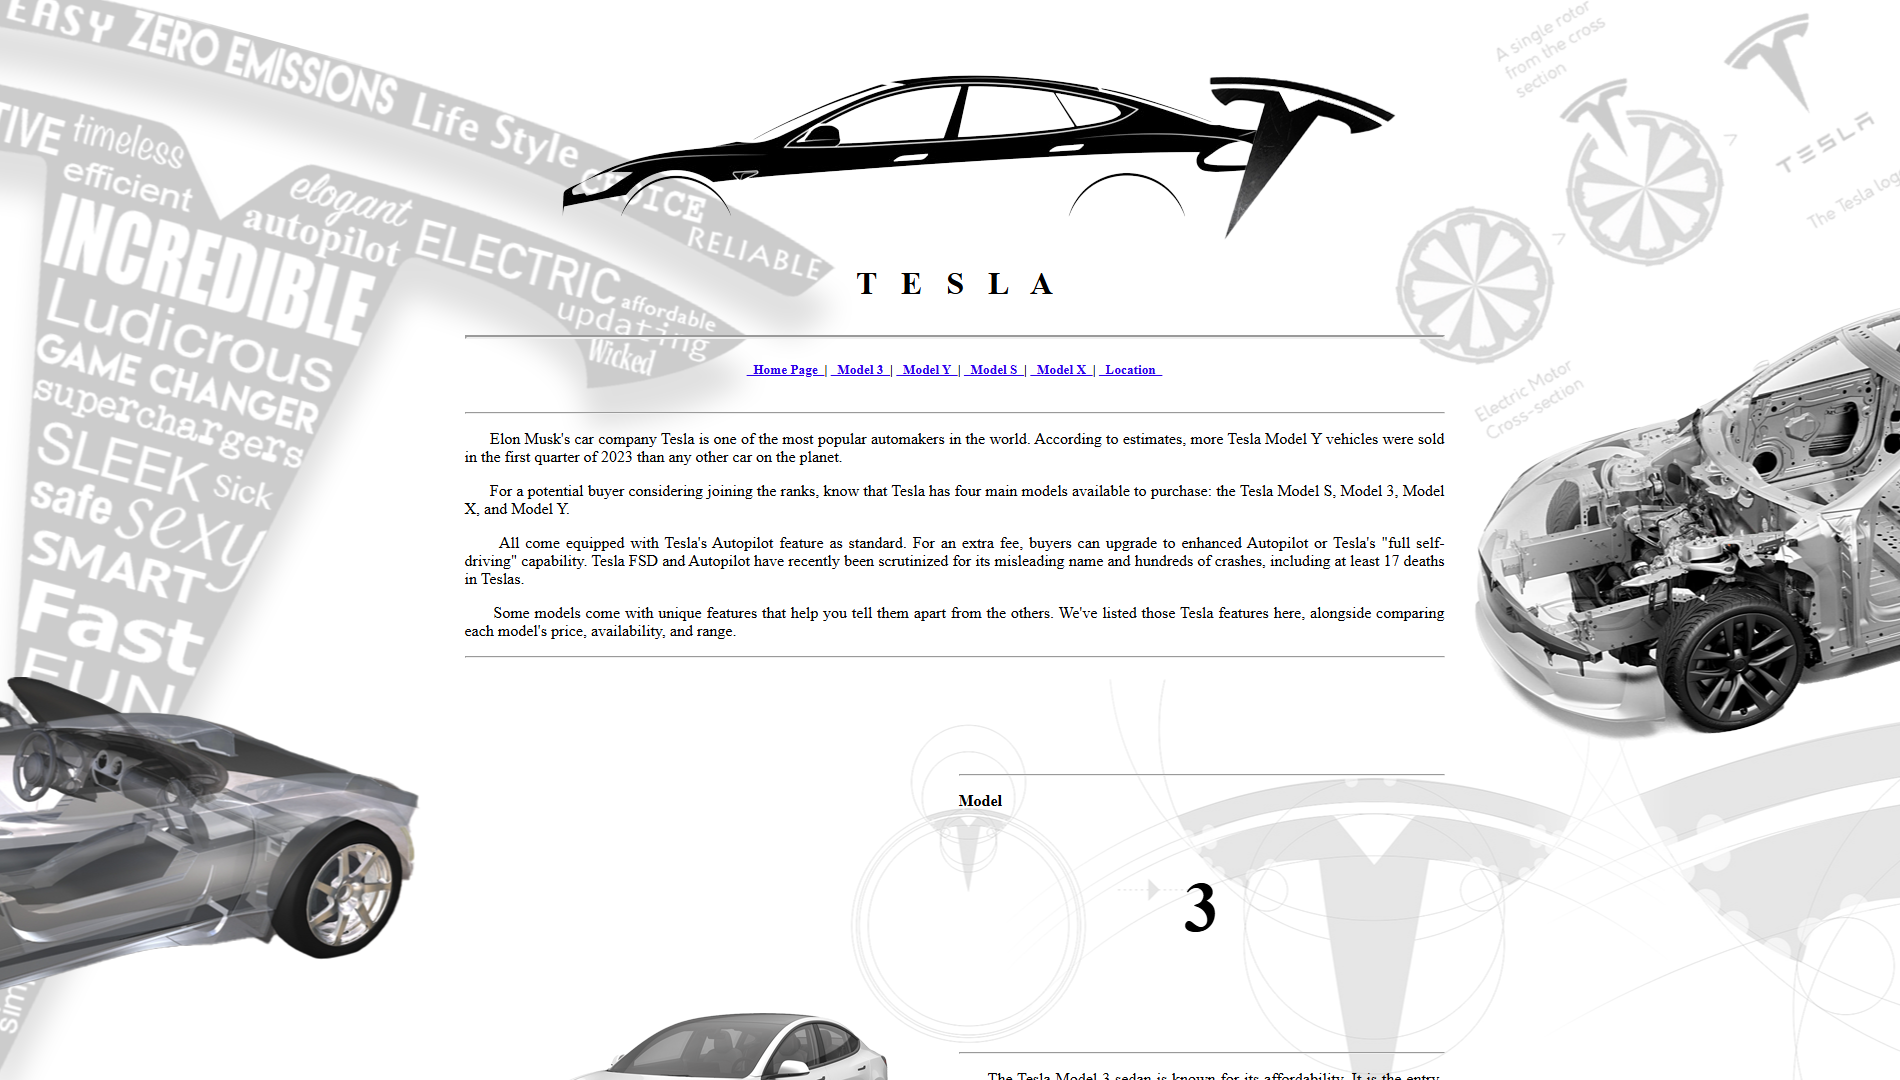 EASY ZERO EMISSIONS Life Style CHOICE RELIABLE
TIVE timeless
efficient
elogant
autopilot
ELECTRIC
affordable
updating
Wicked
INCREDIBLE
Ludicrous
GAME CHANGER
superchargers
SLEEK Sick
safe sexy
SMART
Fast
FUN
sim
A single rotor
from the cross
section
TESLA
The Tesla log
Electric Motor
Cross-section
T E S L A
Home Page | Model 3 | Model Y | Model S | Model X | Location
Elon Musk's car company Tesla is one of the most popular automakers in the world. According to estimates, more Tesla Model Y vehicles were sold
in the first quarter of 2023 than any other car on the planet.
For a potential buyer considering joining the ranks, know that Tesla has four main models available to purchase: the Tesla Model S, Model 3, Model
X, and Model Y.
All come equipped with Tesla's Autopilot feature as standard. For an extra fee, buyers can upgrade to enhanced Autopilot or Tesla's "full self-
driving" capability. Tesla FSD and Autopilot have recently been scrutinized for its misleading name and hundreds of crashes, including at least 17 deaths
in Teslas.
Some models come with unique features that help you tell them apart from the others. We've listed those Tesla features here, alongside comparing
each model's price, availability, and range.
Model
3
The Tesla Model 3 sedan is known for its affordability. It is the entry-